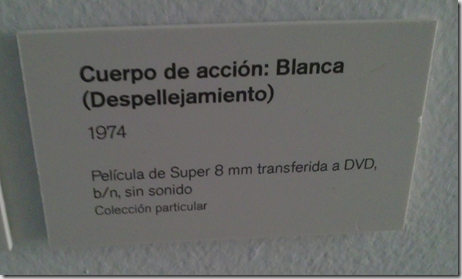 Cuerpo de acción: Blanca
(Despellejamiento)
1974
Película de Super 8 mm transferida a DVD,
b/n, sin sonido
Colección particular